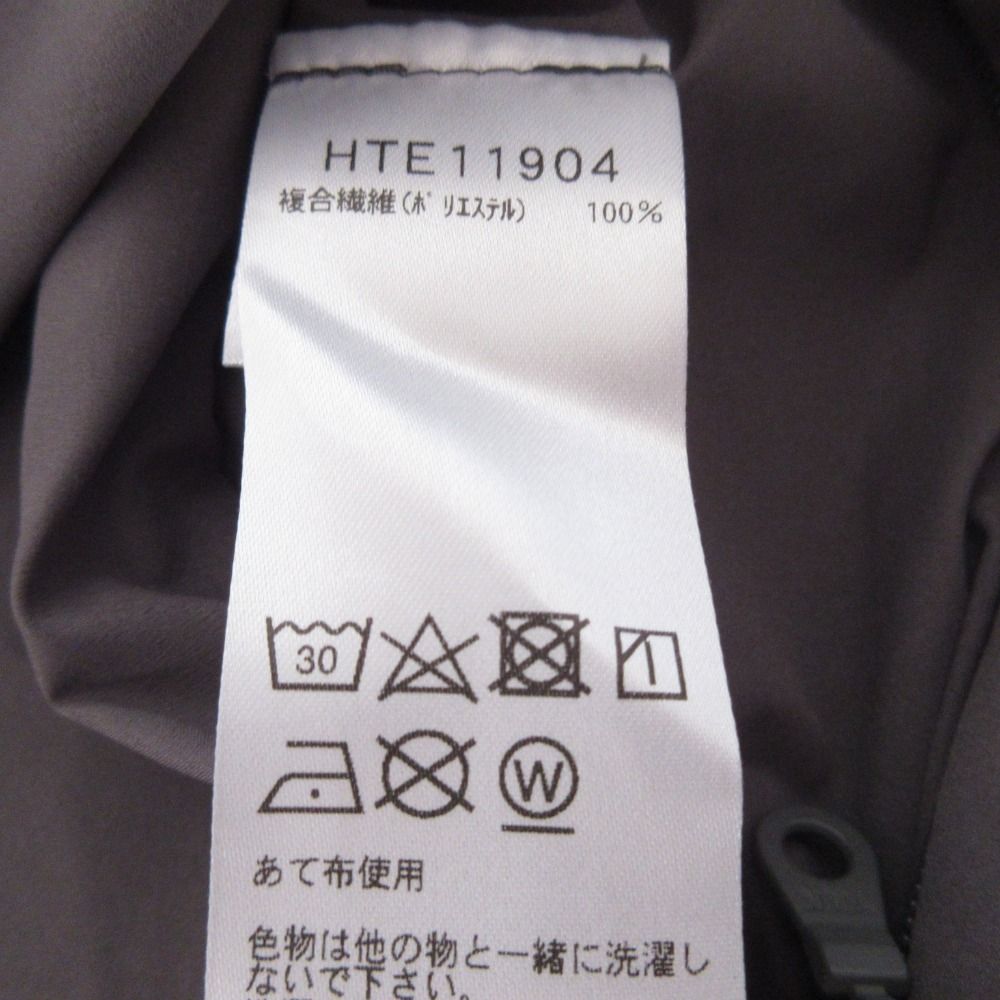 HTE11904
複合繊維(ポリエステル) 100%
30
W
あて布使用
色物は他の物と一緒に洗濯し
ないで下さい。